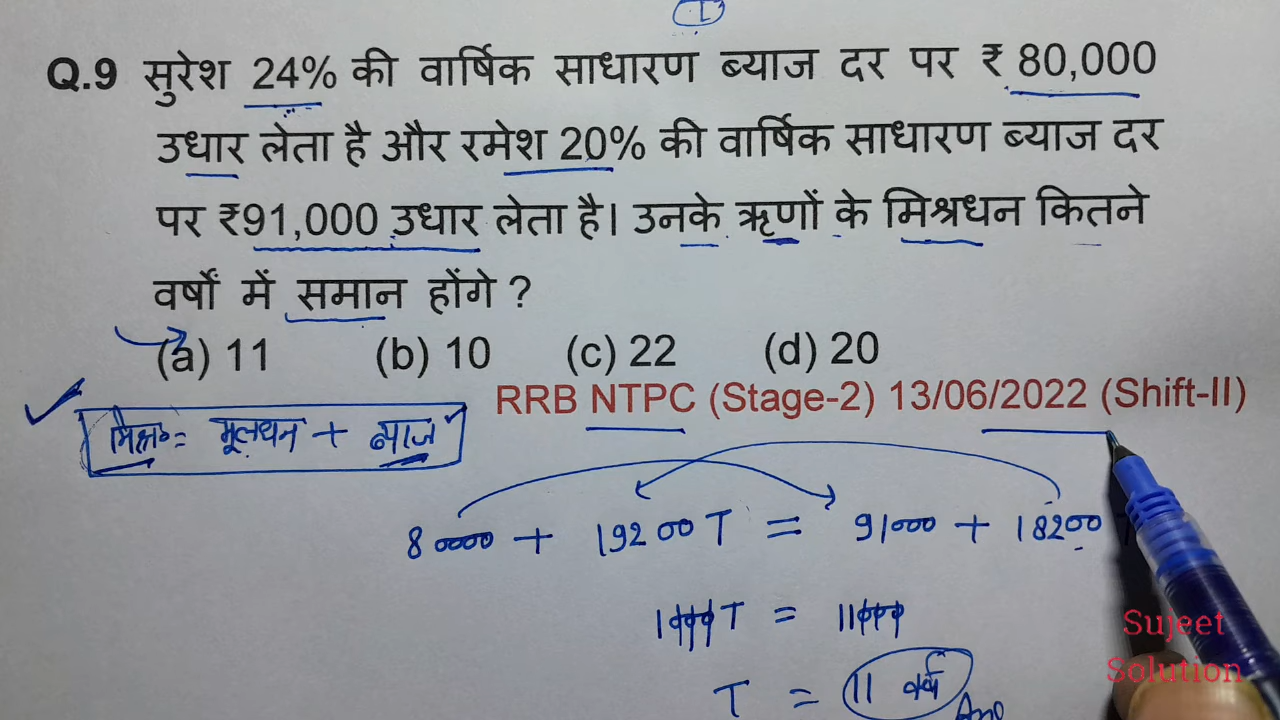 Q.9 सुरेश 24% की वार्षिक साधारण ब्याज दर पर ₹ 80,000
उधार लेता है और रमेश 20% की वार्षिक साधारण ब्याज दर
पर ₹91,000 उधार लेता है। उनके ऋणों के मिश्रधन कितने
वर्षों में समान होंगे ?
(a) 11 (b) 10 (c) 22 (d) 20
RRB NTPC (Stage-2) 13/06/2022 (Shift-II)
मिश्र॰= मूलधन + ब्याज
80000 + 19200 T = 91000 + 18200
1000 T = 11000
T = 11 वर्ष Ans
Sujeet
Solution